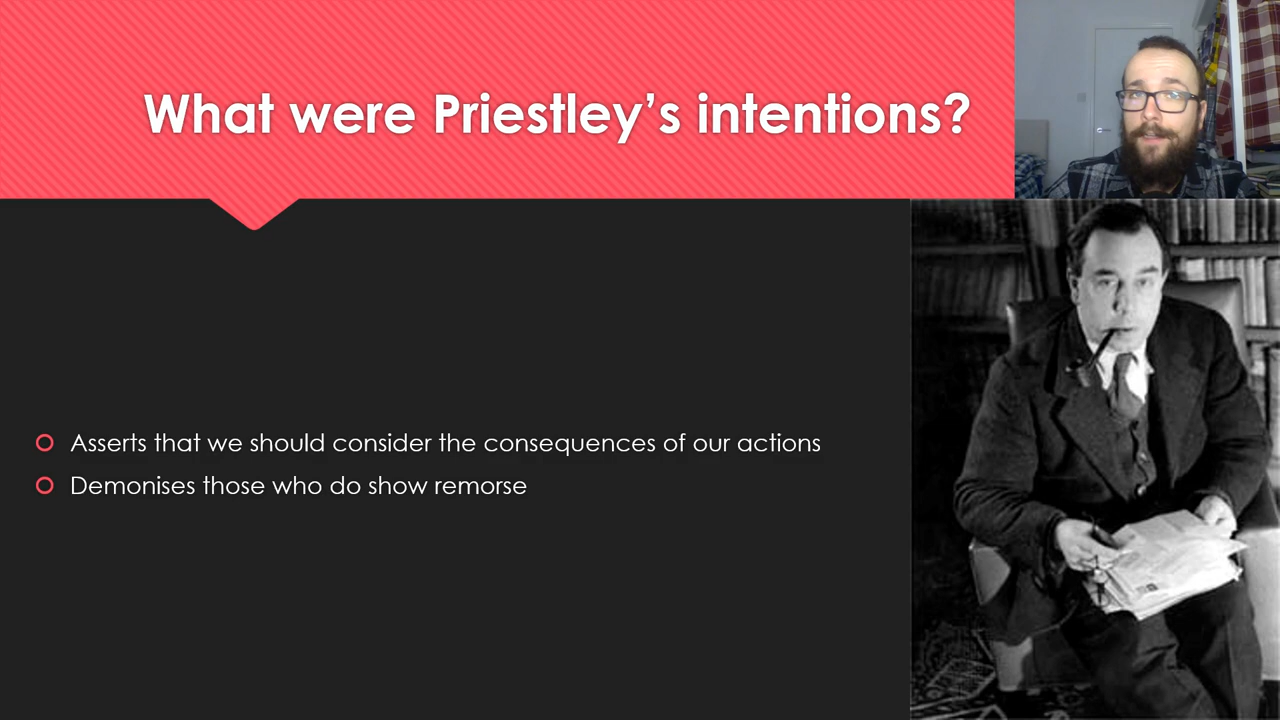 What were Priestley’s intentions?
Asserts that we should consider the consequences of our actions
Demonises those who do show remorse